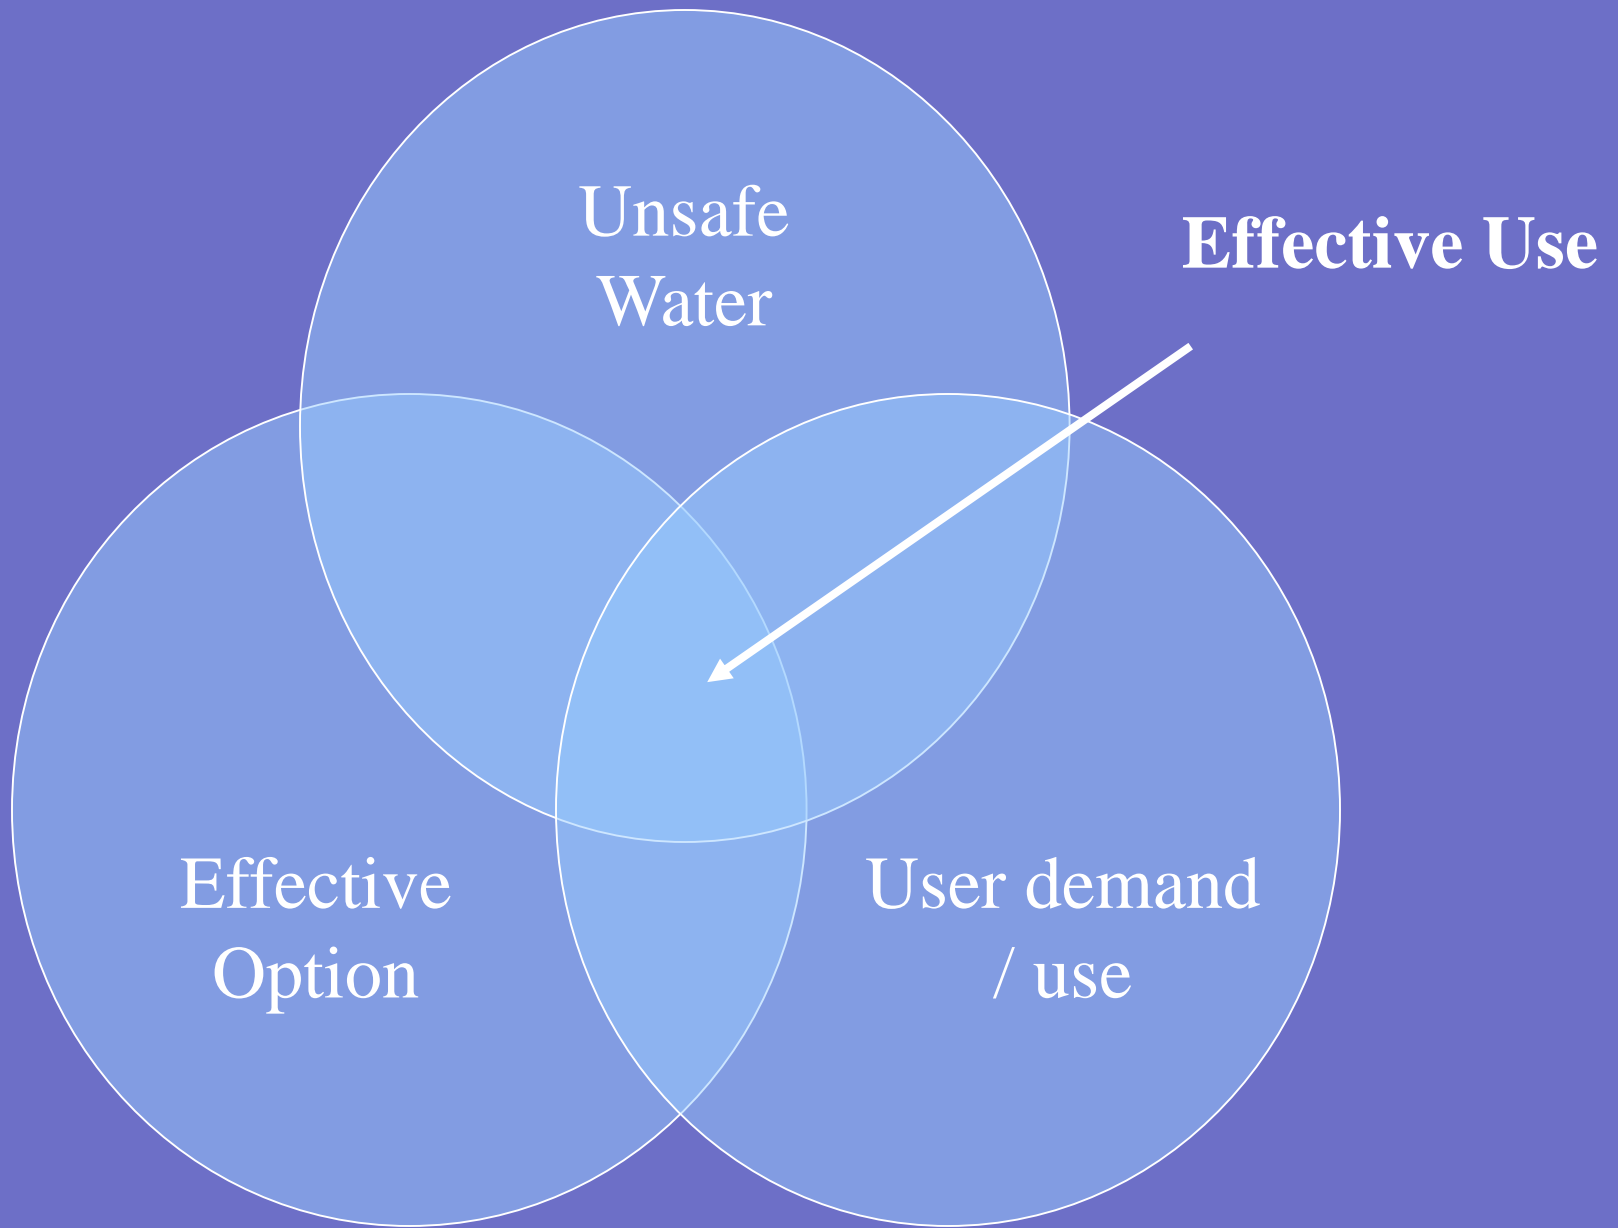 Unsafe
Water
Effective Use
Effective
Option
User demand
/ use